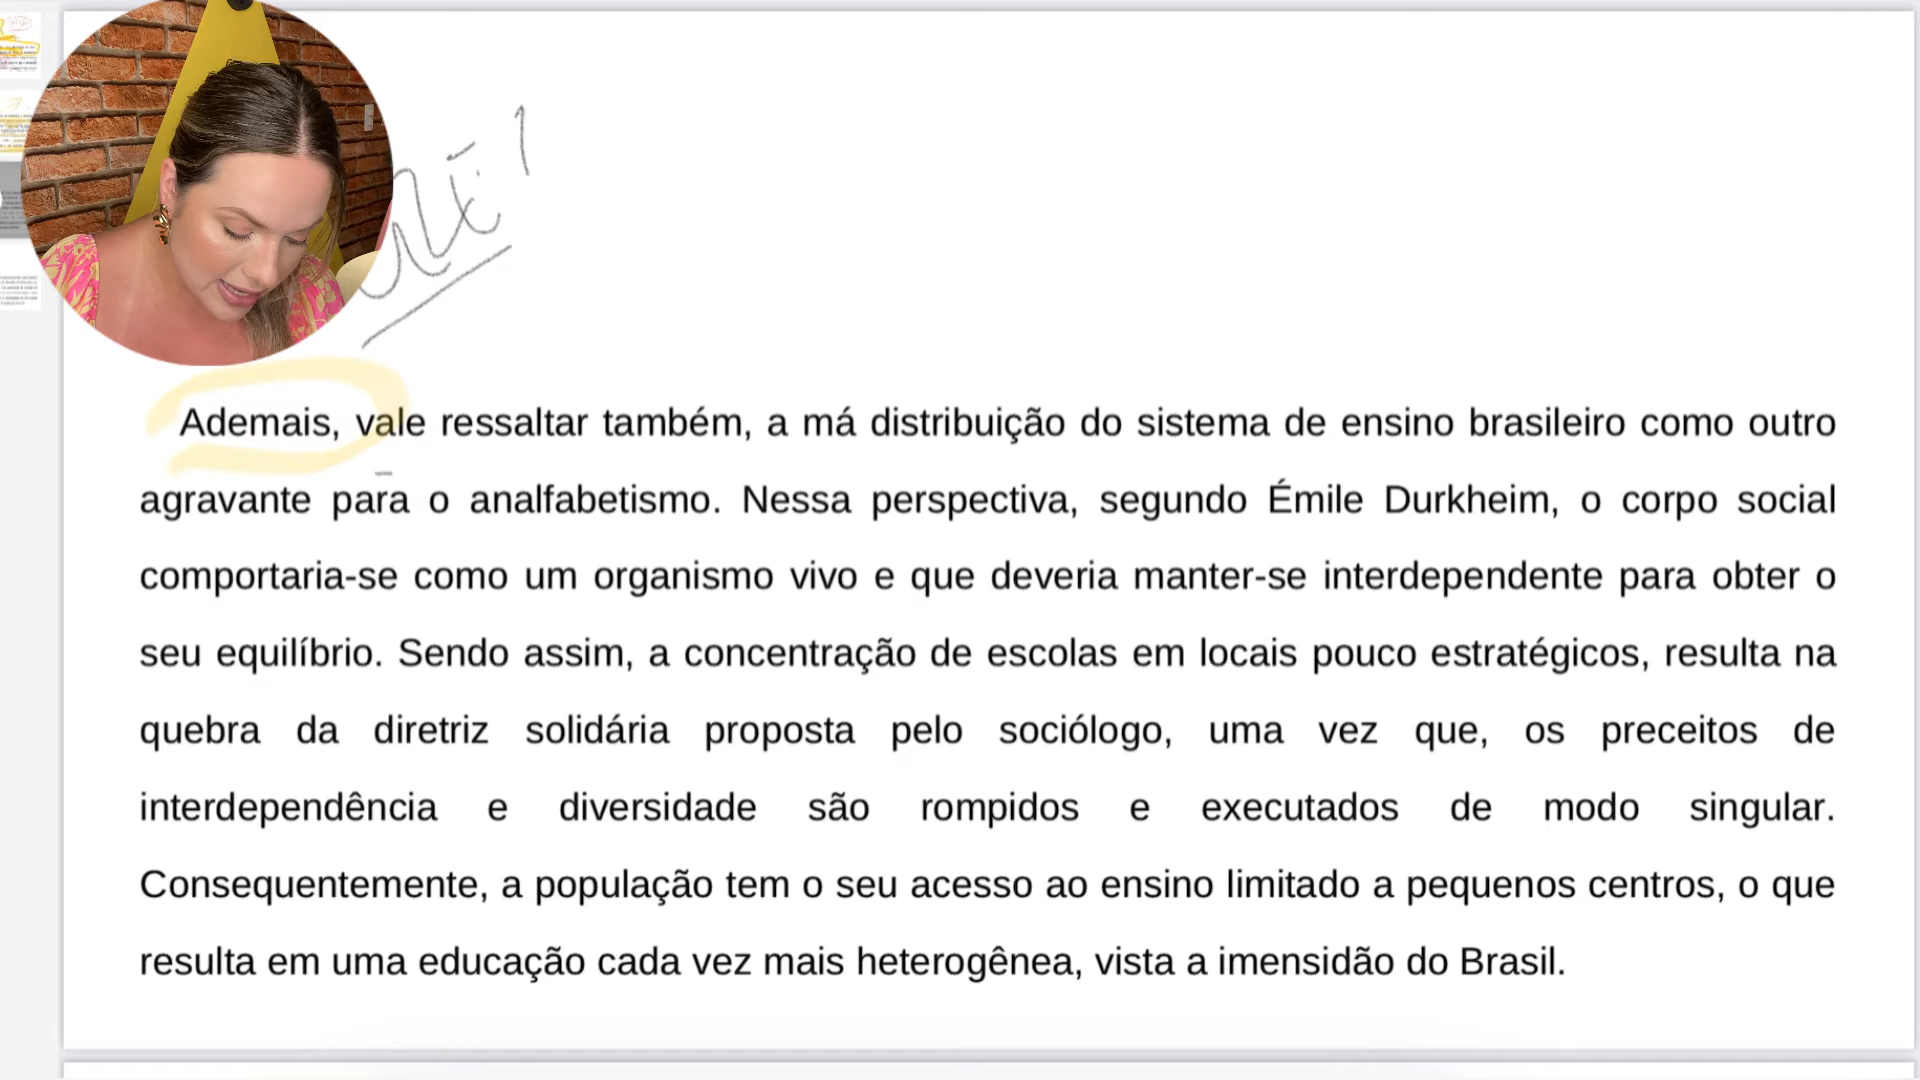 Ademais, vale ressaltar também, a má distribuição do sistema de ensino brasileiro como outro
agravante para o analfabetismo. Nessa perspectiva, segundo Émile Durkheim, o corpo social
comportaria-se como um organismo vivo e que deveria manter-se interdependente para obter o
seu equilíbrio. Sendo assim, a concentração de escolas em locais pouco estratégicos, resulta na
quebra da diretriz solidária proposta pelo sociólogo, uma vez que, os preceitos de
interdependência e diversidade são rompidos e executados de modo singular.
Consequentemente, a população tem o seu acesso ao ensino limitado a pequenos centros, o que
resulta em uma educação cada vez mais heterogênea, vista a imensidão do Brasil.